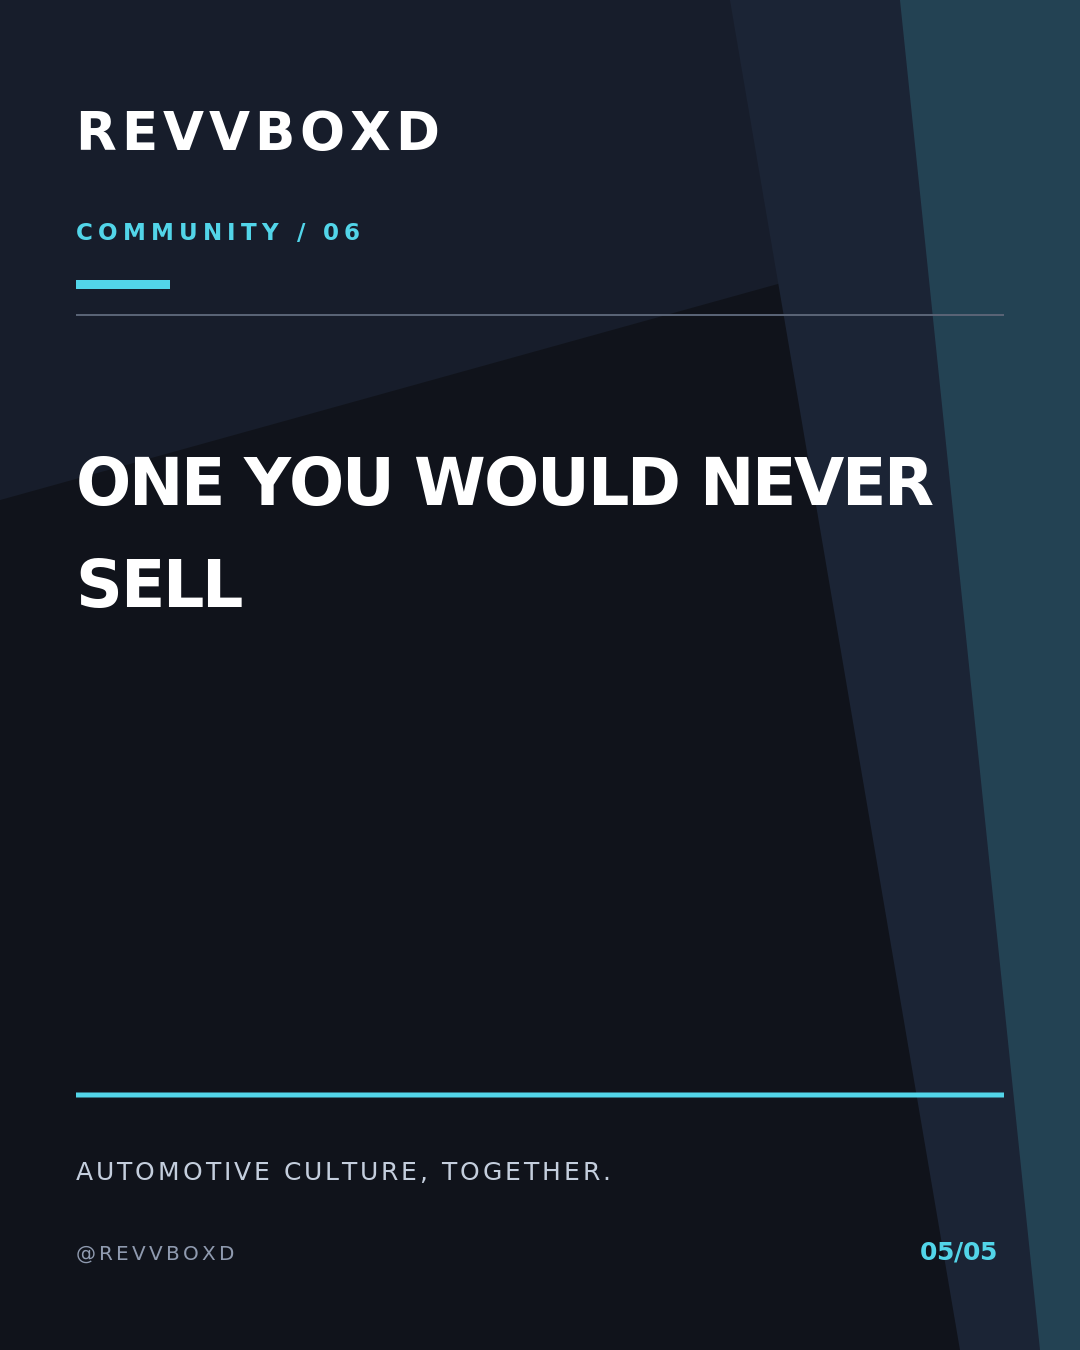 REVVBOXD
COMMUNITY / 06
ONE YOU WOULD NEVER
SELL
AUTOMOTIVE CULTURE, TOGETHER.
@REVVBOXD
05/05